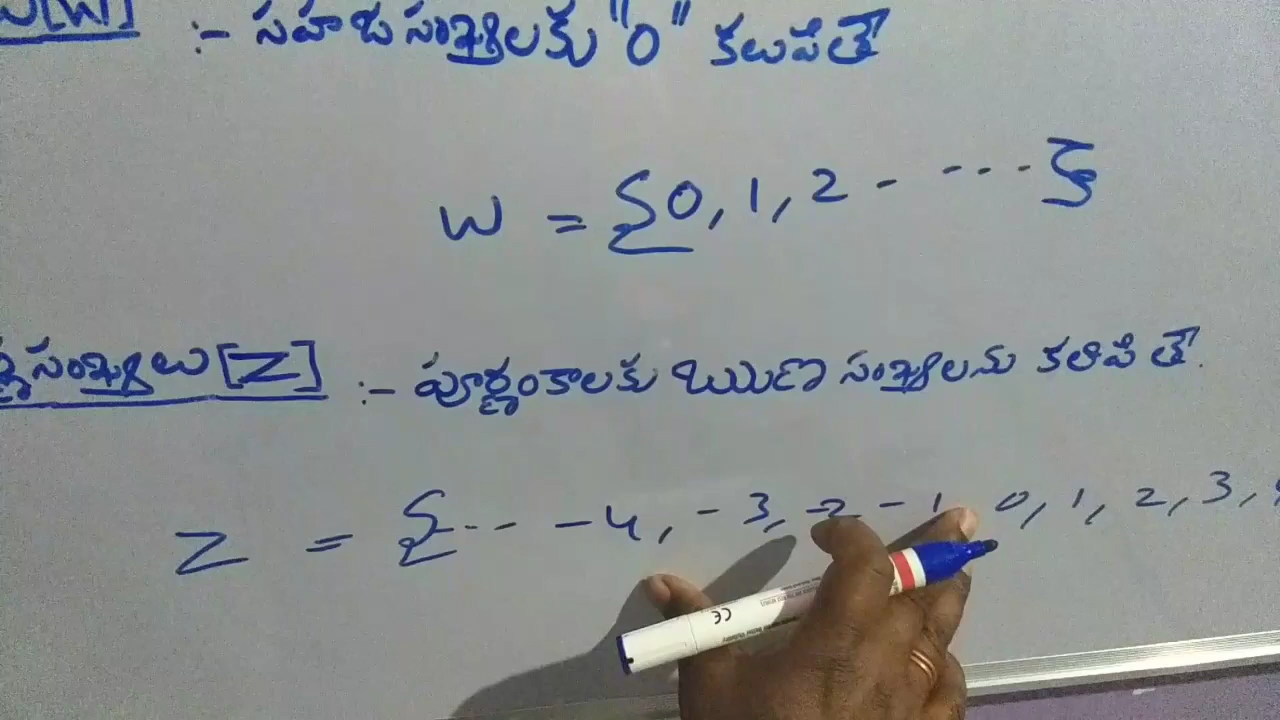 [W] :- సహజ సంఖ్యలకు "0" కలుపితే
W = {0, 1, 2 - ---}
సంఖ్యలు [Z] :- పూర్ణంకాలకు ఋణ సంఖ్యలను కలిపితే.
Z = {--- -4, -3, -2 -1 0, 1, 2, 3,
CE